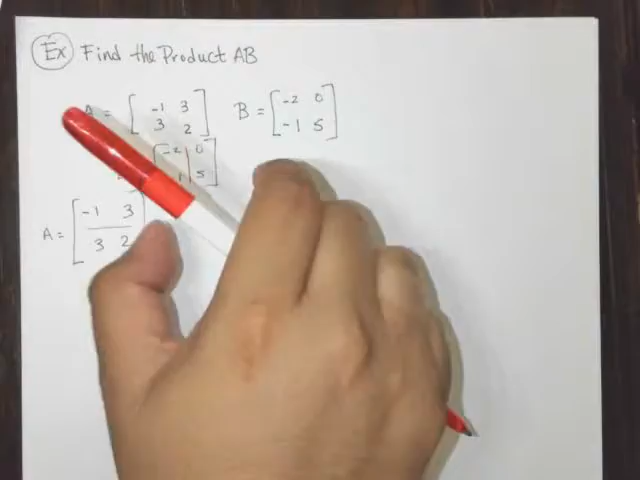 Ex Find the Product AB
A = [ -1 3 B = [ -2 0
3 2 ] -1 5 ]
-2 0
1 5 ]
A = [ -1 3
3 2